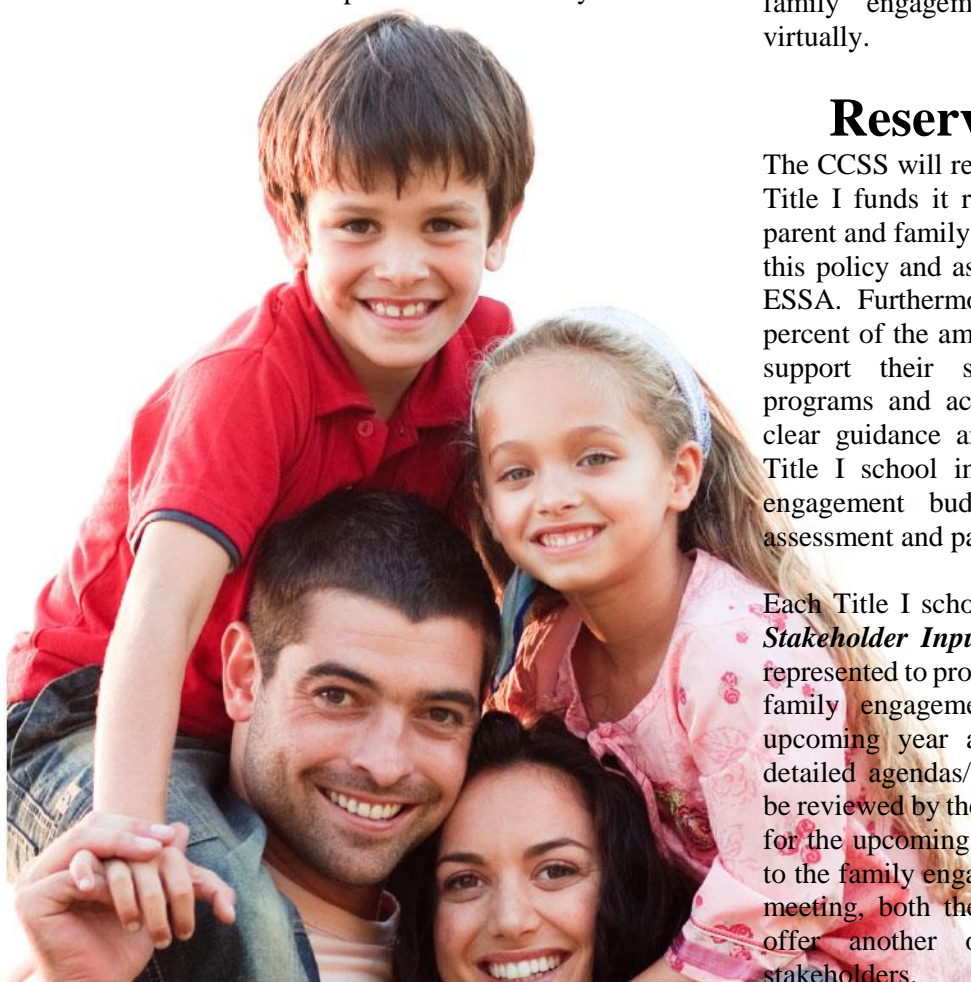 family engagem
virtually.
Reserv
The CCSS will re
Title I funds it r
parent and family
this policy and as
ESSA. Furthermo
percent of the am
support their s
programs and ac
clear guidance a
Title I school in
engagement bud
assessment and pa
Each Title I scho
Stakeholder Inpu
represented to pro
family engageme
upcoming year a
detailed agendas/
be reviewed by the
for the upcoming
to the family enga
meeting, both the
offer another o
stakeholders.